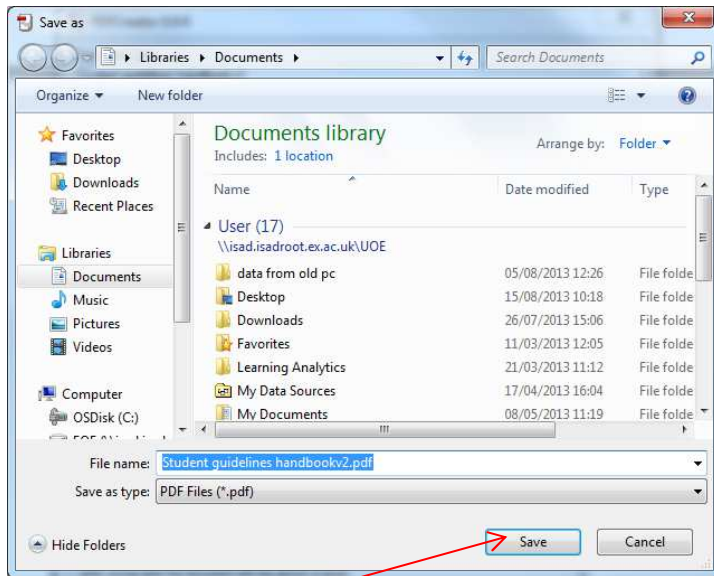 Save as
Libraries Documents
Search Documents
Organize New folder
Favorites
Desktop
Downloads
Recent Places
Libraries
Documents
Music
Pictures
Videos
Computer
OSDisk (C:)
Documents library
Includes: 1 location
Arrange by: Folder
Name Date modified Type
User (17)
\\isad.isadroot.ex.ac.uk\UOE
data from old pc 05/08/2013 12:26 File folde
Desktop 15/08/2013 10:18 File folde
Downloads 26/07/2013 15:06 File folde
Favorites 11/03/2013 12:05 File folde
Learning Analytics 21/03/2013 11:12 File folde
My Data Sources 17/04/2013 16:04 File folde
My Documents 08/05/2013 11:19 File folde
File name: Student guidelines handbookv2.pdf
Save as type: PDF Files (*.pdf)
Hide Folders
Save Cancel